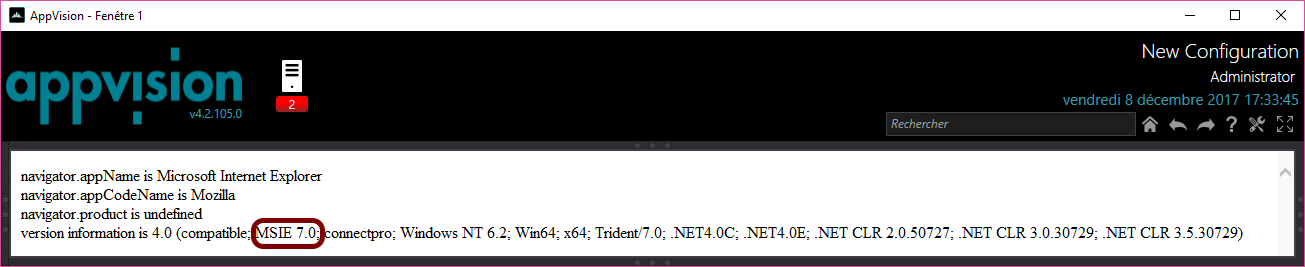 AppVision - Fenêtre 1
New Configuration
appvision
Administrator
v4.2.105.0
2
vendredi 8 décembre 2017 17:33:45
Rechercher
?
navigator.appName is Microsoft Internet Explorer
navigator.appCodeName is Mozilla
navigator.product is undefined
version information is 4.0 (compatible; MSIE 7.0; connectpro; Windows NT 6.2; Win64; x64; Trident/7.0; .NET4.0C; .NET4.0E; .NET CLR 2.0.50727; .NET CLR 3.0.30729; .NET CLR 3.5.30729)